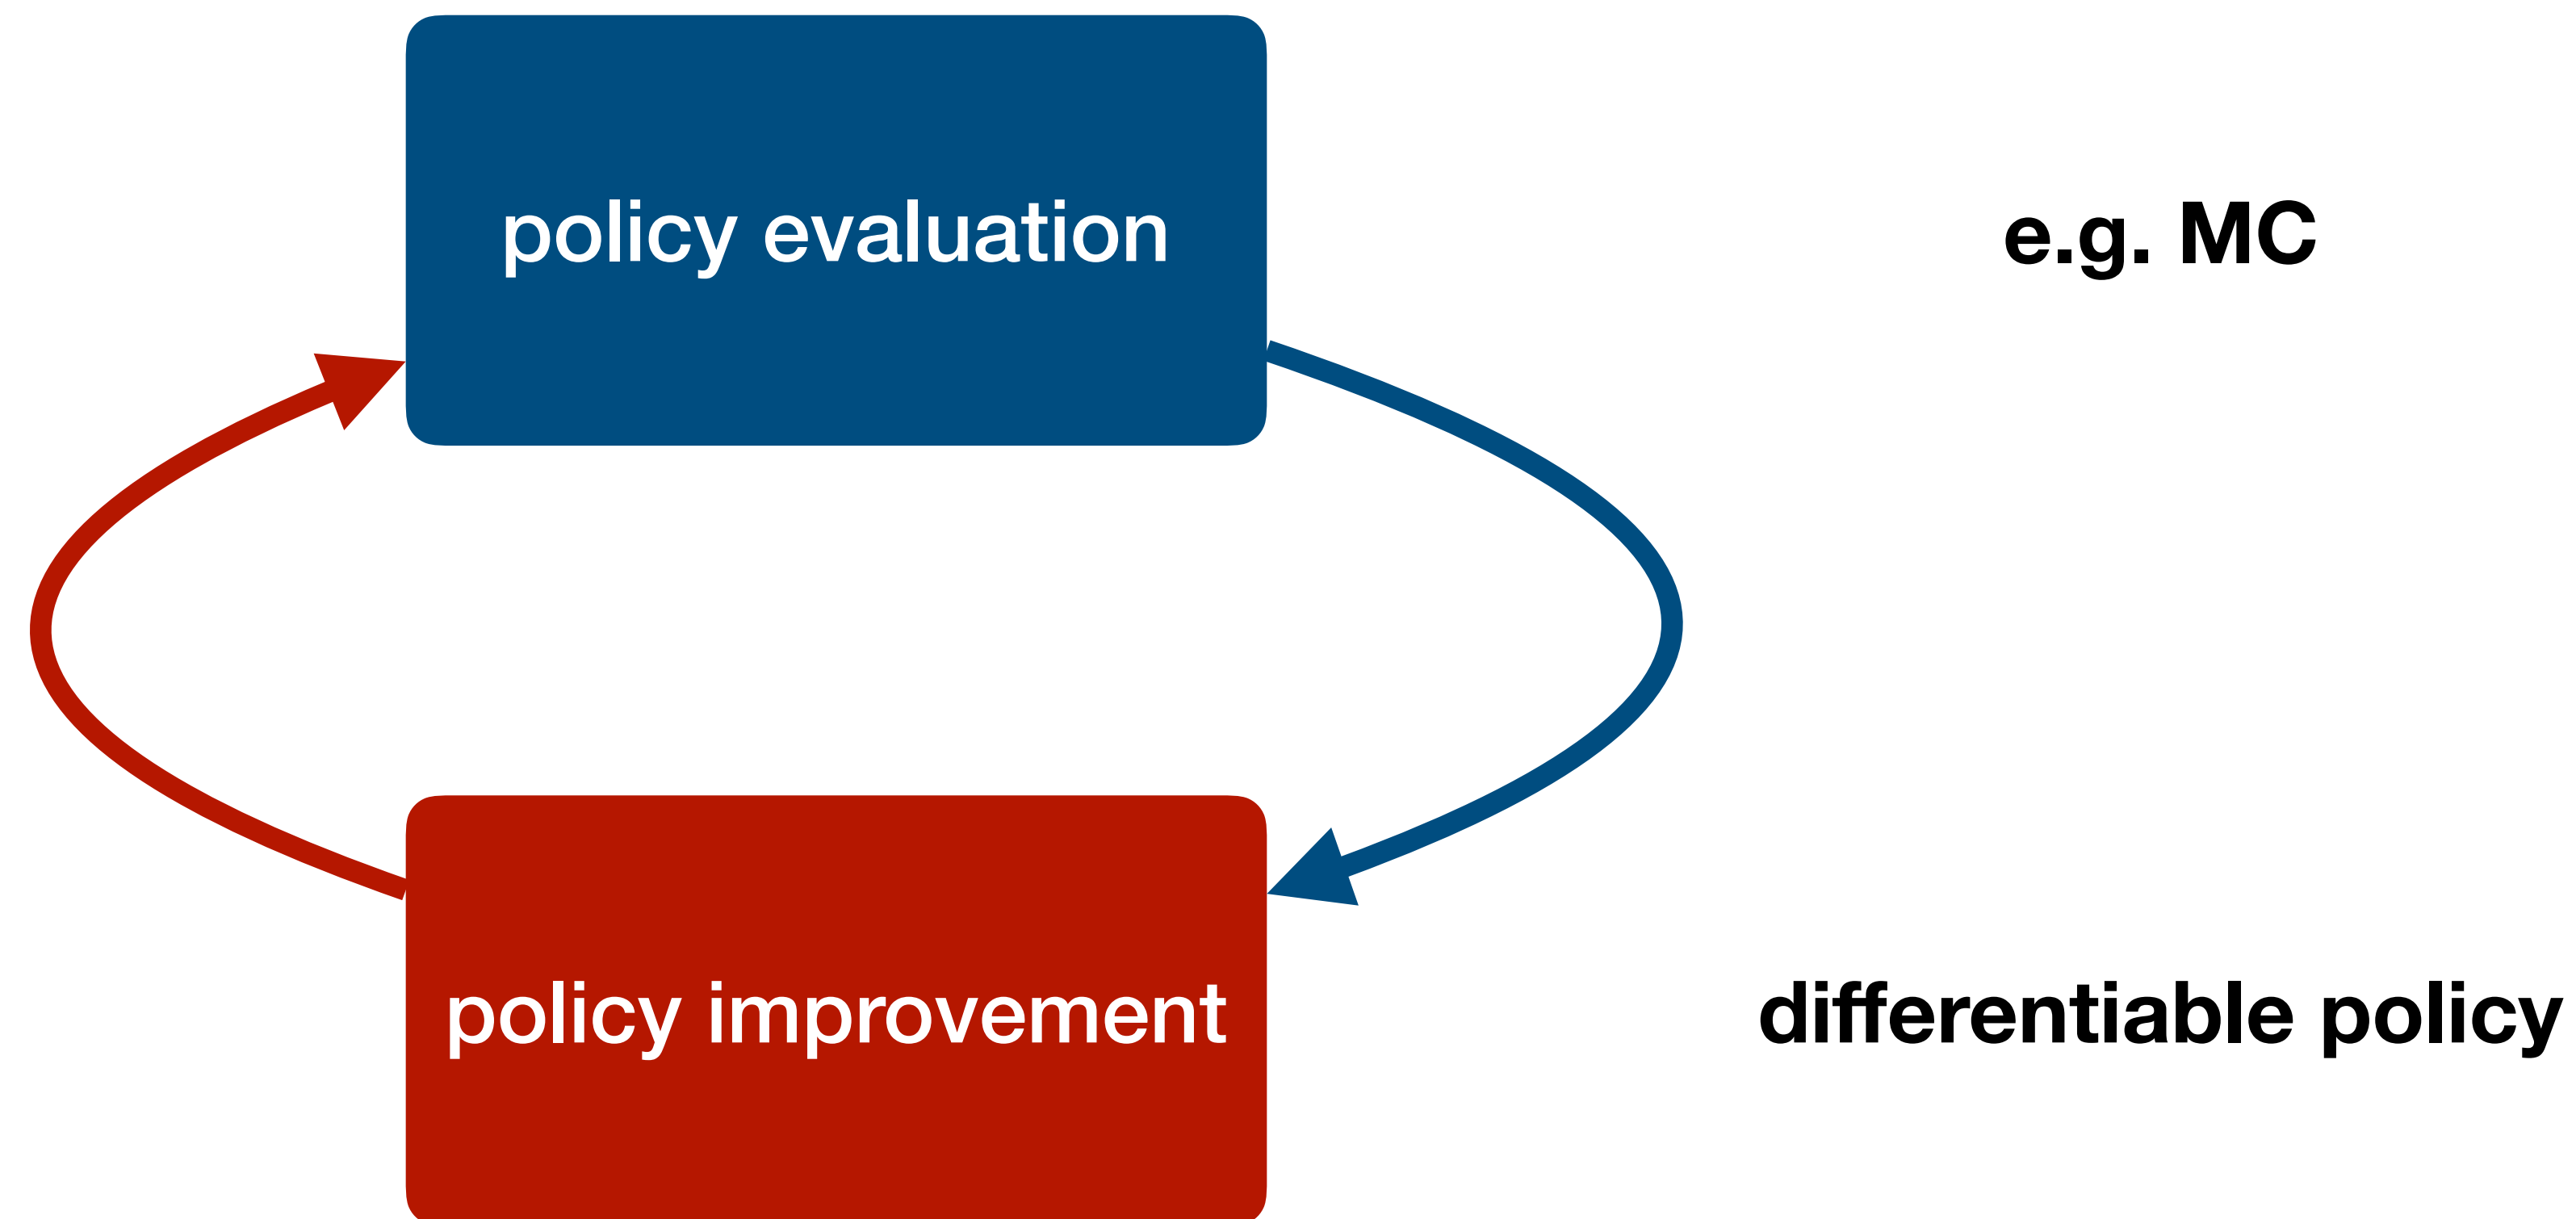 policy evaluation
e.g. MC
policy improvement
differentiable policy